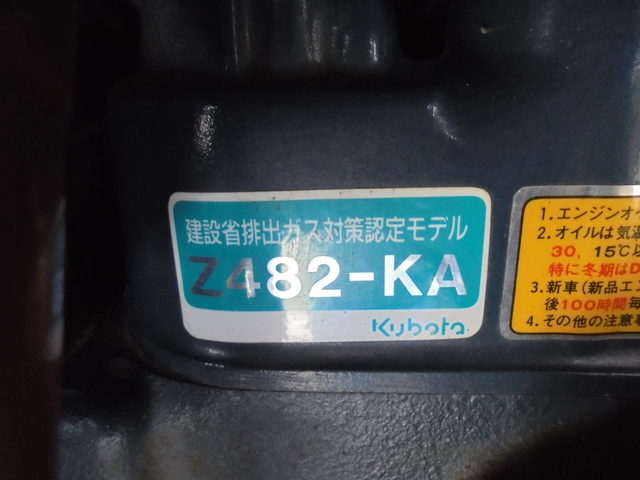 建設省排出ガス対策認定モデル
Z482-KA
Kubota
1. エンジンオイ
2. オイルは気温
30, 15℃以
特に冬期はD
3. 新車(新品エン
後100時間毎
4. その他の注意事